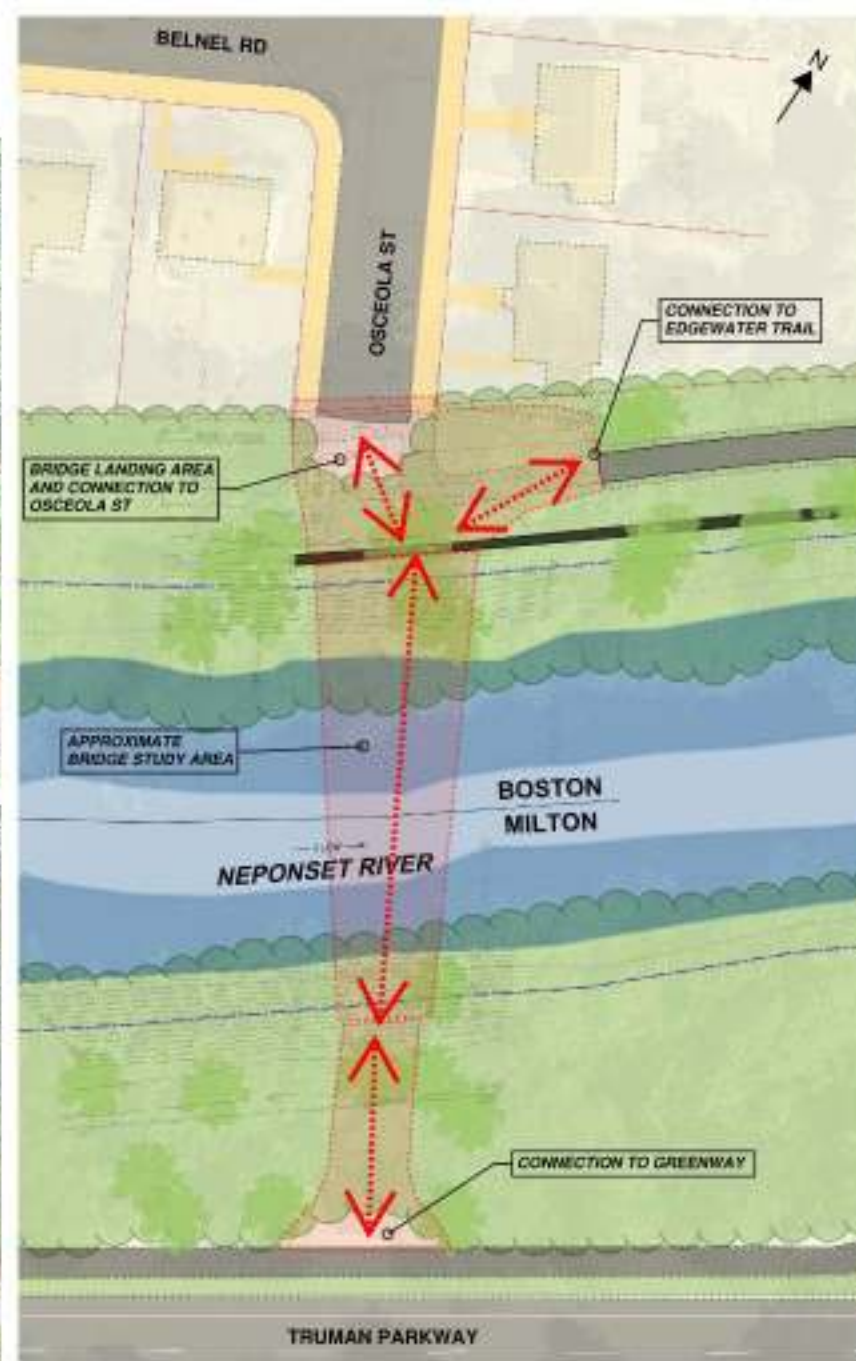 BELNEL RD
N
OSCEOLA ST
CONNECTION TO
EDGEWATER TRAIL
BRIDGE LANDING AREA
AND CONNECTION TO
OSCEOLA ST
APPROXIMATE
BRIDGE STUDY AREA
BOSTON
MILTON
FLOW
NEPONSET RIVER
CONNECTION TO GREENWAY
TRUMAN PARKWAY